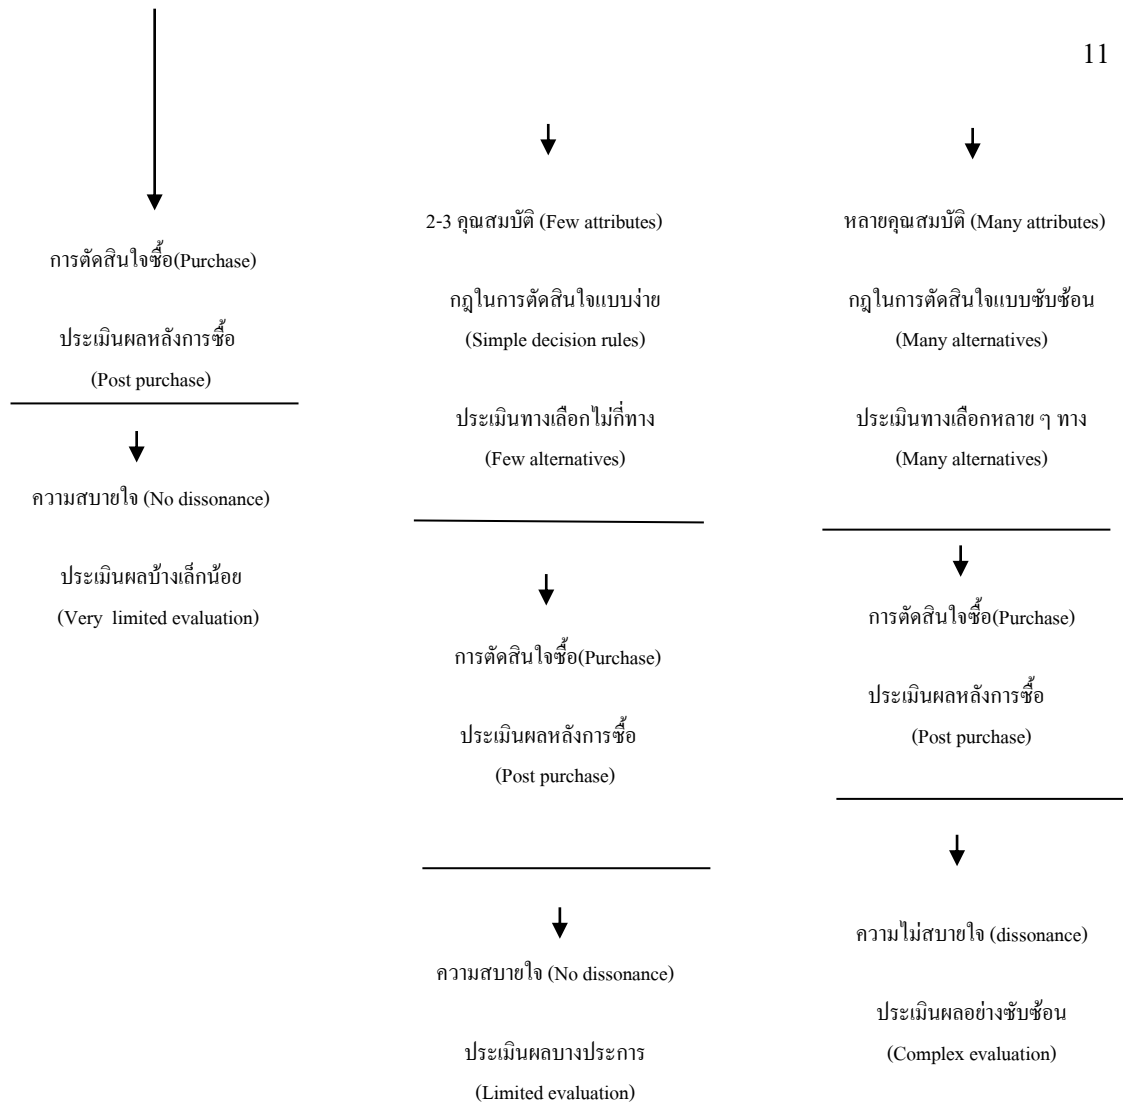 11
การตัดสินใจซื้อ(Purchase)
ประเมินผลหลังการซื้อ
(Post purchase)
ความสบายใจ (No dissonance)
ประเมินผลบ้างเล็กน้อย
(Very limited evaluation)
2-3 คุณสมบัติ (Few attributes)
กฎในการตัดสินใจแบบง่าย
(Simple decision rules)
ประเมินทางเลือกไม่กี่ทาง
(Few alternatives)
การตัดสินใจซื้อ(Purchase)
ประเมินผลหลังการซื้อ
(Post purchase)
ความสบายใจ (No dissonance)
ประเมินผลบางประการ
(Limited evaluation)
หลายคุณสมบัติ (Many attributes)
กฎในการตัดสินใจแบบซับซ้อน
(Many alternatives)
ประเมินทางเลือกหลาย ๆ ทาง
(Many alternatives)
การตัดสินใจซื้อ(Purchase)
ประเมินผลหลังการซื้อ
(Post purchase)
ความไม่สบายใจ (dissonance)
ประเมินผลอย่างซับซ้อน
(Complex evaluation)